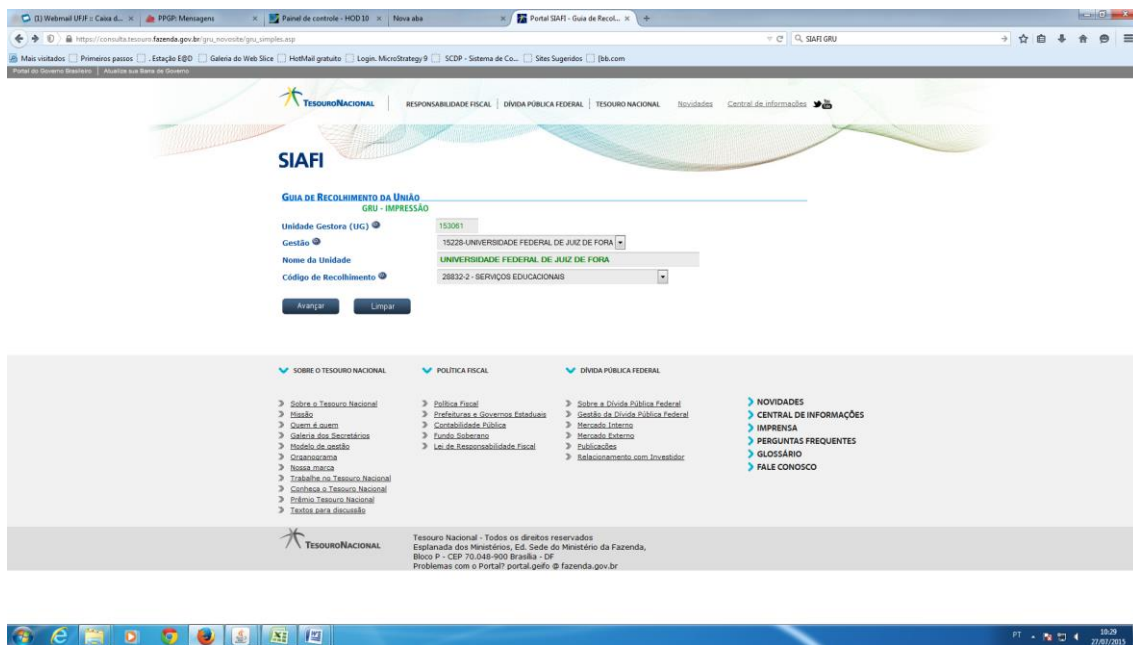 (1) Webmail UFJF :: Caixa d... × PPGP: Mensagens × Painel de controle - HOD 10 × Nova aba × Portal SIAFI - Guia de Recol... × +
https://consulta.tesouro.fazenda.gov.br/gru_novosite/gru_simples.asp SIAFI GRU
Mais visitados Primeiros passos . Estação E@D Galeria do Web Slice HotMail gratuito Login. MicroStrategy 9 SCDP - Sistema de Co... Sites Sugeridos [bb.com
Portal do Governo Brasileiro Atualize sua Barra de Governo
TESOURONACIONAL RESPONSABILIDADE FISCAL DÍVIDA PÚBLICA FEDERAL TESOURO NACIONAL Novidades Central de informações You Tube
SIAFI
GUIA DE RECOLHIMENTO DA UNIÃO
GRU - IMPRESSÃO
Unidade Gestora (UG) 153061
Gestão 15228-UNIVERSIDADE FEDERAL DE JUIZ DE FORA
Nome da Unidade UNIVERSIDADE FEDERAL DE JUIZ DE FORA
Código de Recolhimento 28832-2 - SERVIÇOS EDUCACIONAIS
Avançar Limpar
SOBRE O TESOURO NACIONAL POLÍTICA FISCAL DÍVIDA PÚBLICA FEDERAL
Sobre o Tesouro Nacional Política Fiscal Sobre a Dívida Pública Federal NOVIDADES
Missão Prefeituras e Governos Estaduais Gestão da Dívida Pública Federal CENTRAL DE INFORMAÇÕES
Quem é quem Contabilidade Pública Mercado Interno IMPRENSA
Galeria dos Secretários Fundo Soberano Mercado Externo PERGUNTAS FREQUENTES
Modelo de gestão Lei de Responsabilidade Fiscal Publicações GLOSSÁRIO
Organograma Relacionamento com Investidor FALE CONOSCO
Nossa marca
Trabalhe no Tesouro Nacional
Conheça o Tesouro Nacional
Prêmio Tesouro Nacional
Textos para discussão
TESOURONACIONAL Tesouro Nacional - Todos os direitos reservados
Esplanada dos Ministérios, Ed. Sede do Ministério da Fazenda,
Bloco P - CEP 70.048-900 Brasília - DF
Problemas com o Portal? portal.geifo @ fazenda.gov.br
PT 10:29
27/07/2015